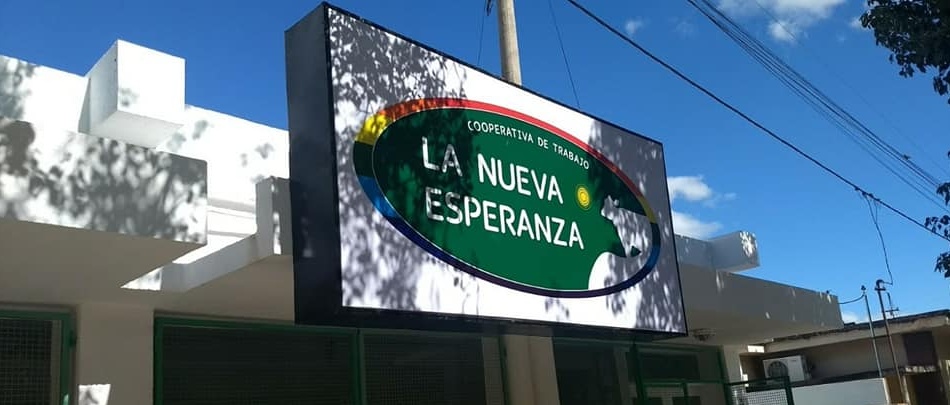 COOPERATIVA DE TRABAJO
LA NUEVA
ESPERANZA